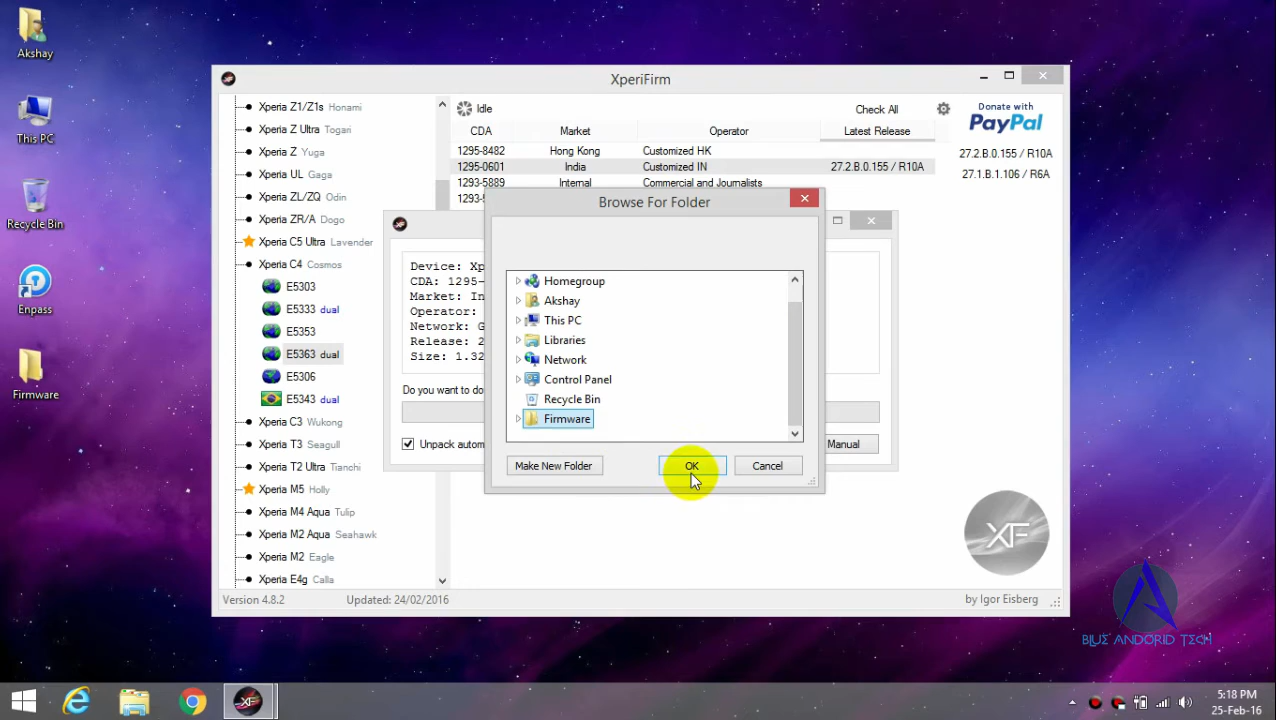 Akshay
This PC
Recycle Bin
Enpass
Firmware
XperiFirm
Xperia Z1/Z1s Honami
Xperia Z Ultra Togari
Xperia Z Yuga
Xperia UL Gaga
Xperia ZL/ZQ Odin
Xperia ZR/A Dogo
Xperia C5 Ultra Lavender
Xperia C4 Cosmos
E5303
E5333 dual
E5353
E5363 dual
E5306
E5343 dual
Xperia C3 Wukong
Xperia T3 Seagull
Xperia T2 Ultra Tianchi
Xperia M5 Holly
Xperia M4 Aqua Tulip
Xperia M2 Aqua Seahawk
Xperia M2 Eagle
Xperia E4g Calla
Idle
Check All
CDA Market Operator Latest Release
1295-8482 Hong Kong Customized HK
1295-0601 India Customized IN 27.2.B.0.155 / R10A
1293-5889 Internal Commercial and Journalists
1293-
Donate with
PayPal
27.2.B.0.155 / R10A
27.1.B.1.106 / R6A
Device: Xp
CDA: 1295-
Market: In
Operator:
Network: G
Release: 2
Size: 1.32
Do you want to do
Unpack autom
Manual
Browse For Folder
Homegroup
Akshay
This PC
Libraries
Network
Control Panel
Recycle Bin
Firmware
Make New Folder
OK
Cancel
XF
Version 4.8.2
Updated: 24/02/2016
by Igor Eisberg
BLUE ANDORID TECH
XF
5:18 PM
25-Feb-16